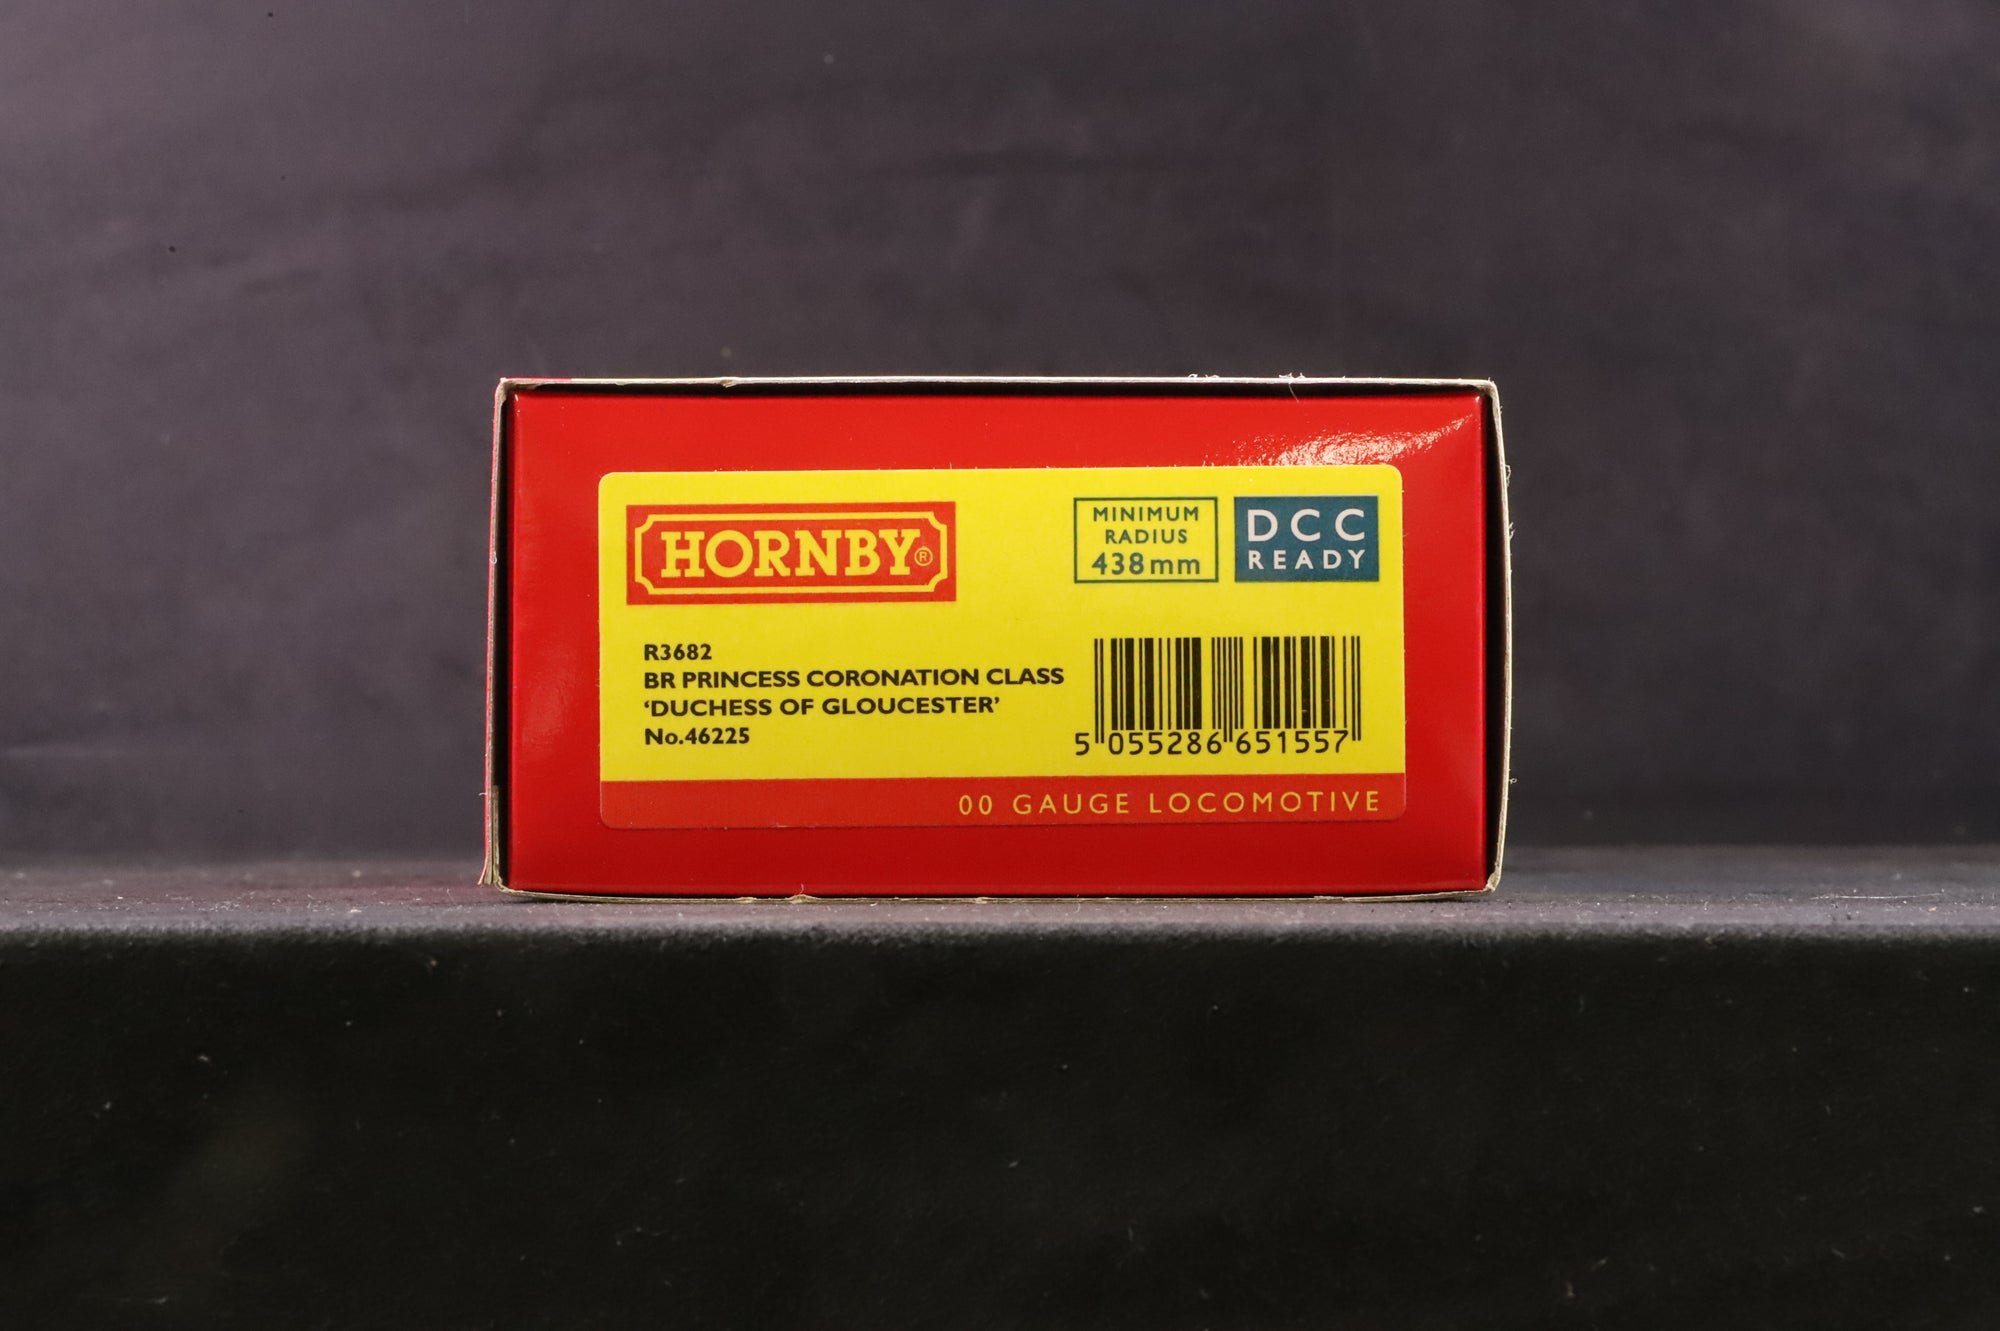 HORNBY®
MINIMUM
RADIUS
438mm
DCC
READY
R3682
BR PRINCESS CORONATION CLASS
‘DUCHESS OF GLOUCESTER’
No.46225
5 055286 651557
00 GAUGE LOCOMOTIVE